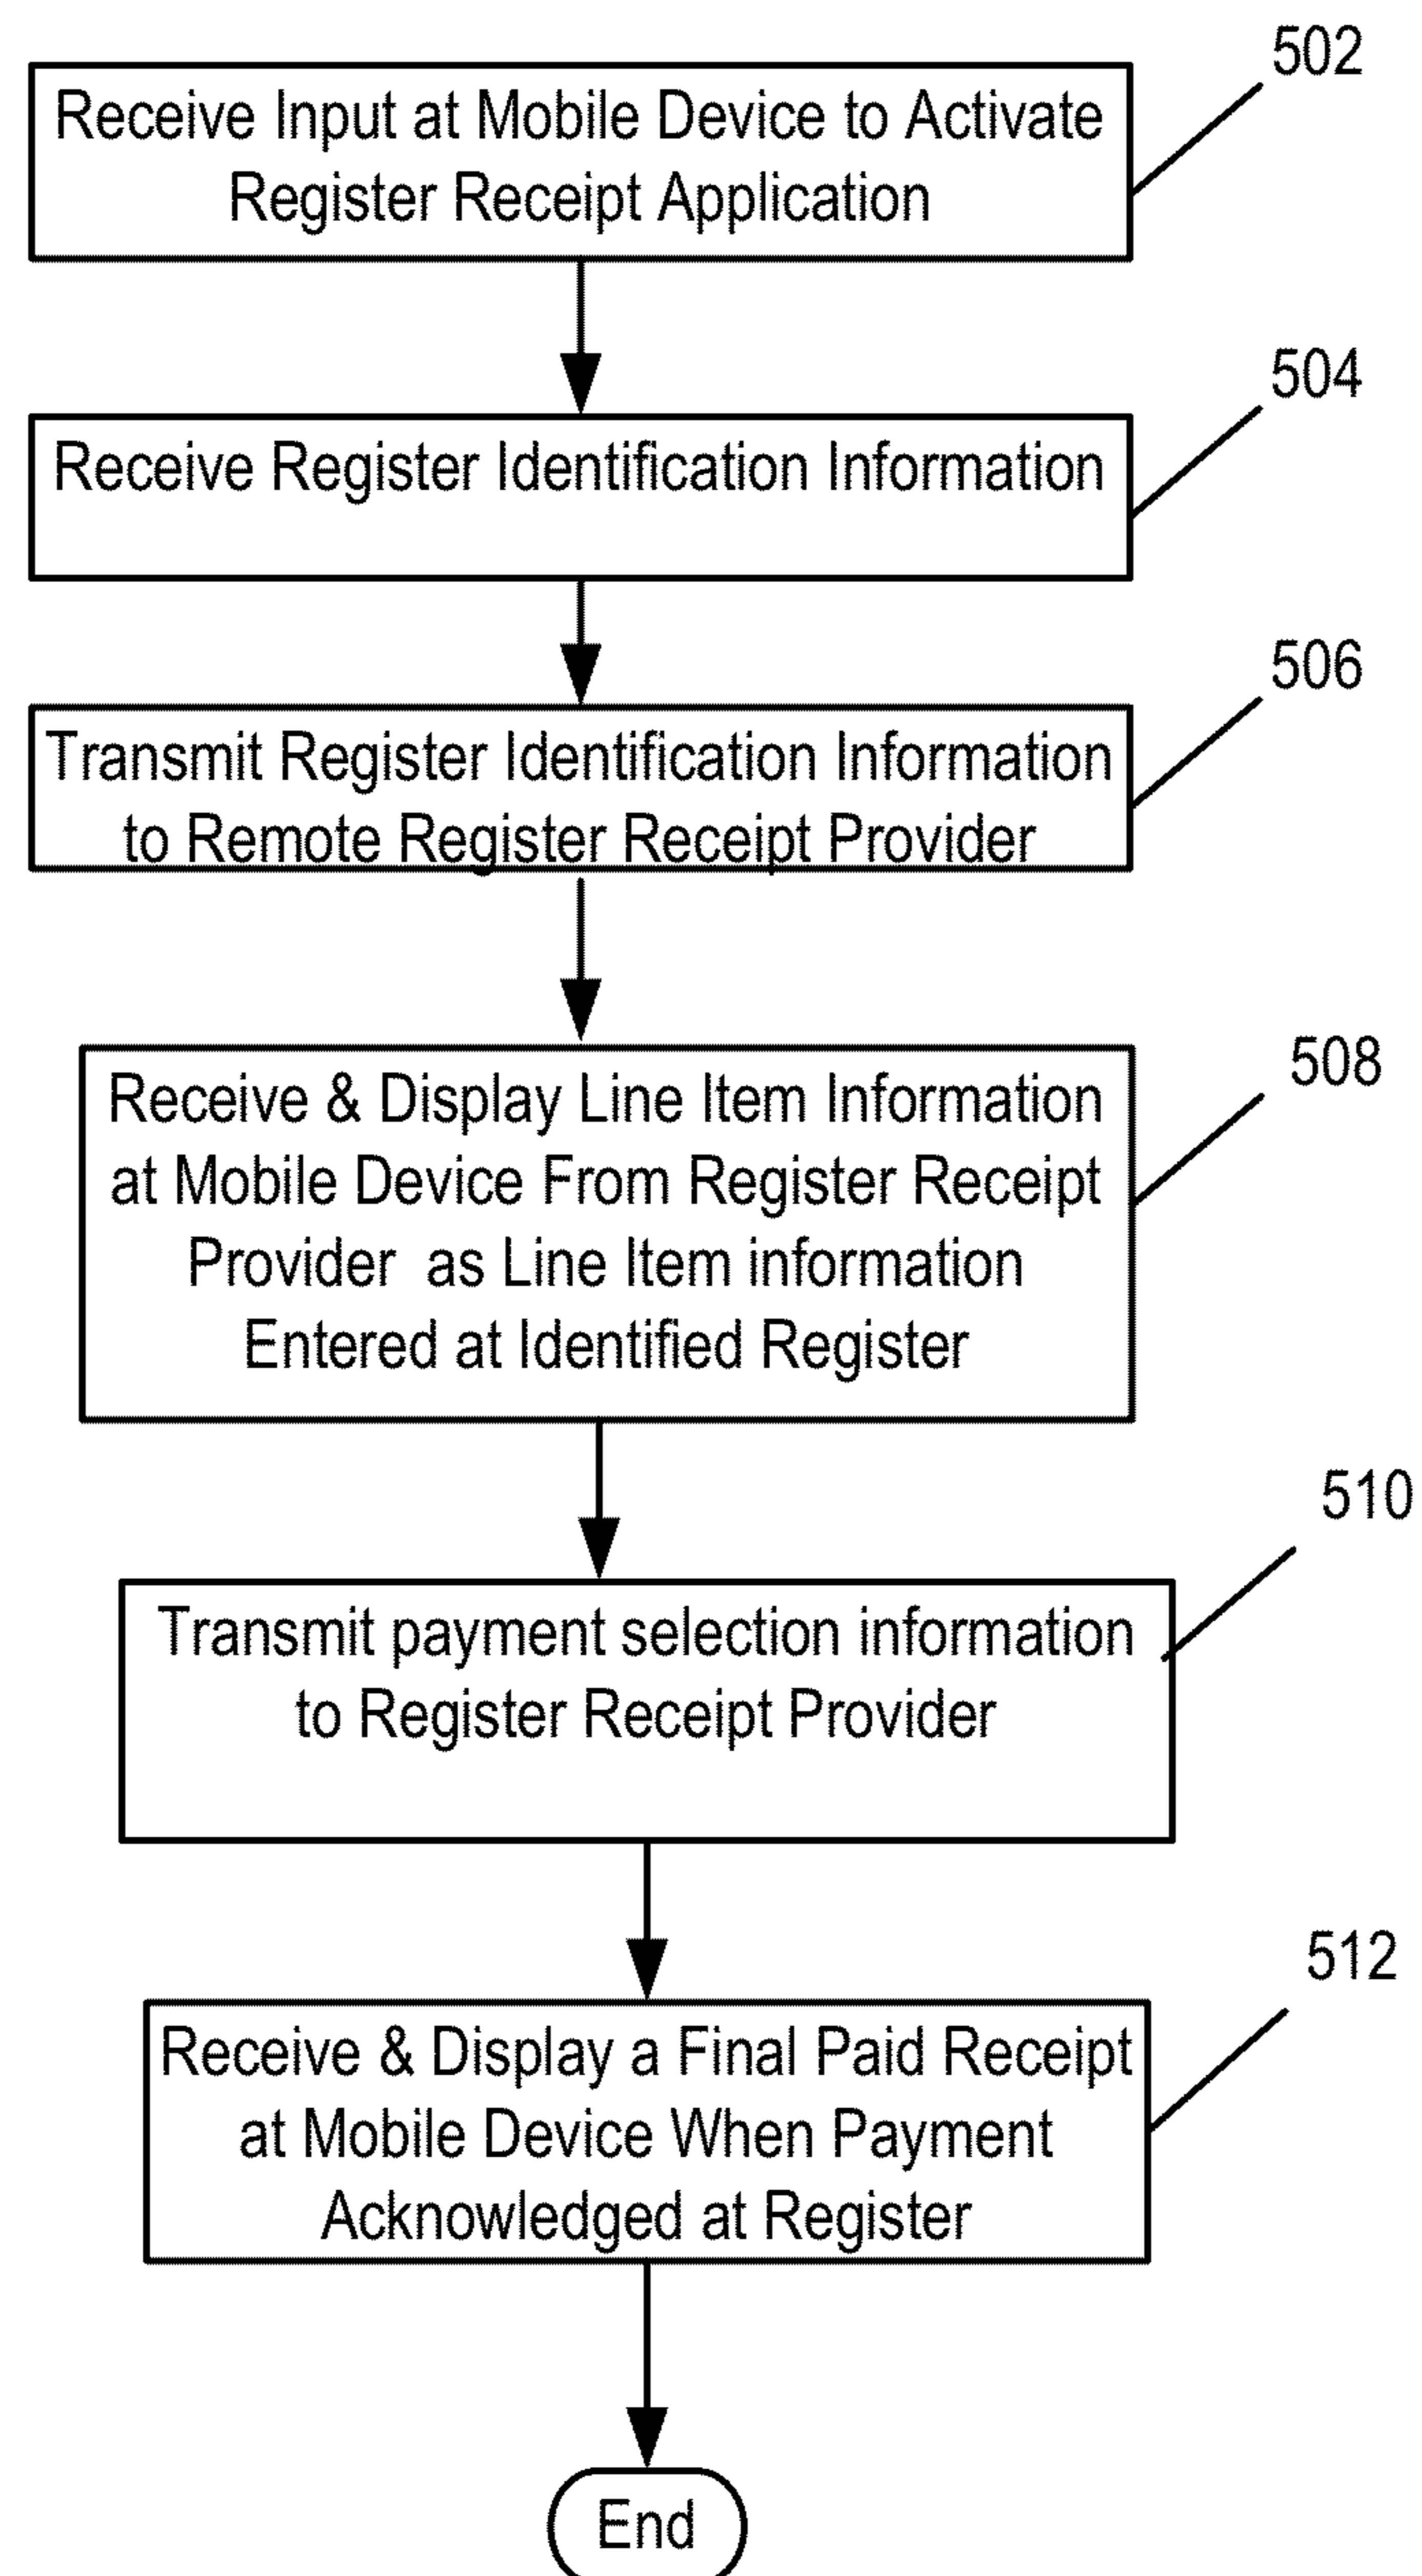 502
Receive Input at Mobile Device to Activate
Register Receipt Application
504
Receive Register Identification Information
506
Transmit Register Identification Information
to Remote Register Receipt Provider
508
Receive & Display Line Item Information
at Mobile Device From Register Receipt
Provider as Line Item information
Entered at Identified Register
510
Transmit payment selection information
to Register Receipt Provider
512
Receive & Display a Final Paid Receipt
at Mobile Device When Payment
Acknowledged at Register
End